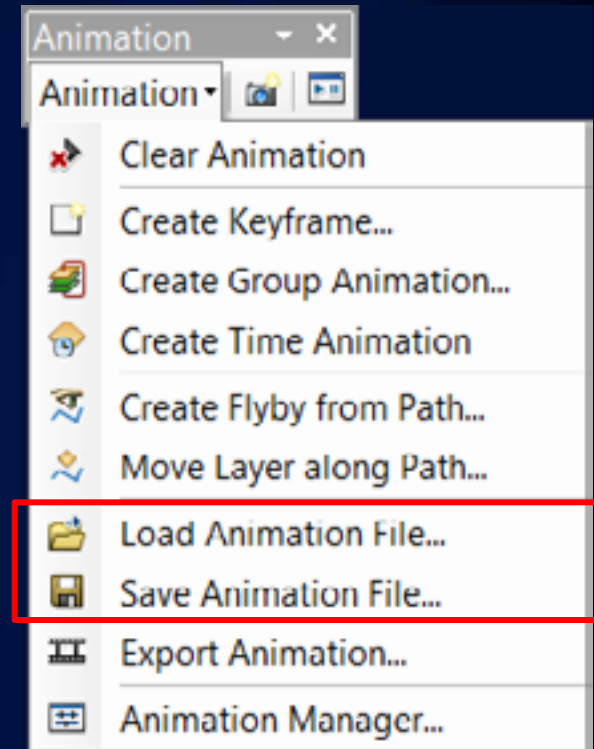 Animation
Animation
Clear Animation
Create Keyframe...
Create Group Animation...
Create Time Animation
Create Flyby from Path...
Move Layer along Path...
Load Animation File...
Save Animation File...
Export Animation...
Animation Manager...